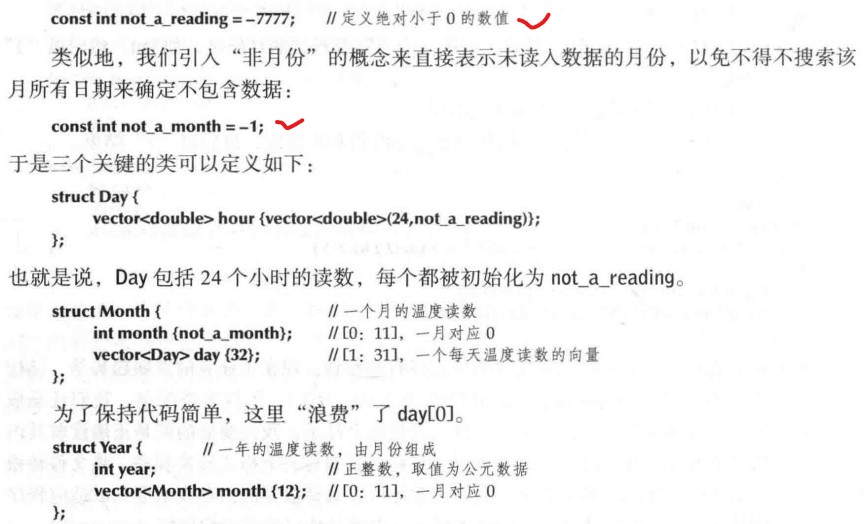 const int not_a_reading = –7777; //定义绝对小于 0 的数值
类似地，我们引入“非月份”的概念来直接表示未读入数据的月份，以免不得不搜索该
月所有日期来确定不包含数据：
const int not_a_month = –1;
于是三个关键的类可以定义如下：
struct Day {
vector<double> hour {vector<double>(24,not_a_reading)};
};
也就是说，Day 包括 24 个小时的读数，每个都被初始化为 not_a_reading。
struct Month { //一个月的温度读数
int month {not_a_month}; //[0：11]，一月对应 0
vector<Day> day {32}; //[1：31]，一个每天温度读数的向量
};
为了保持代码简单，这里“浪费”了 day[0]。
struct Year { //一年的温度读数，由月份组成
int year; //正整数，取值为公元数据
vector<Month> month {12}; //[0：11]，一月对应 0
};